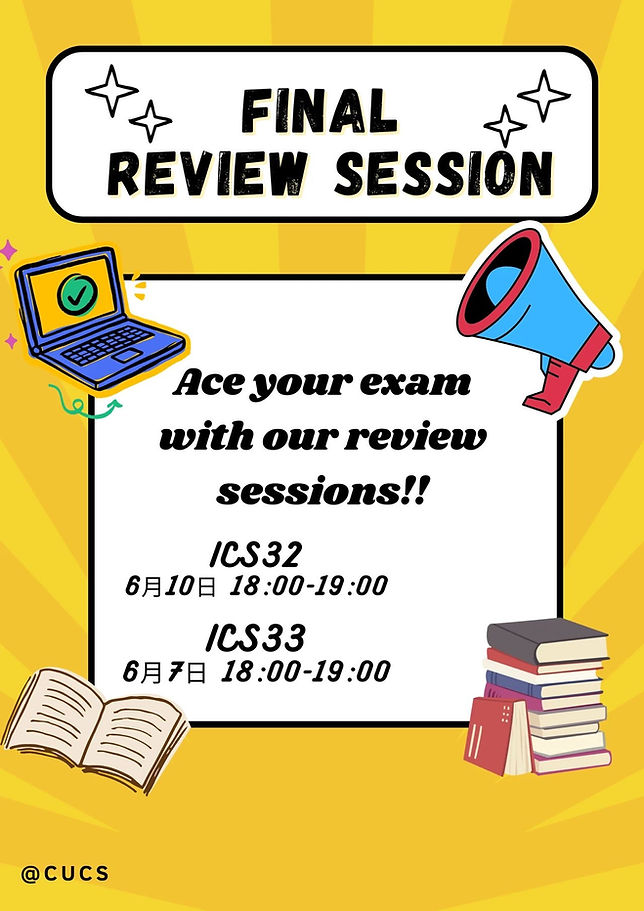 FINAL
REVIEW SESSION
Ace your exam
with our review
sessions!!
ICS32
6月10日 18:00-19:00
ICS33
6月7日 18:00-19:00
@CUCS